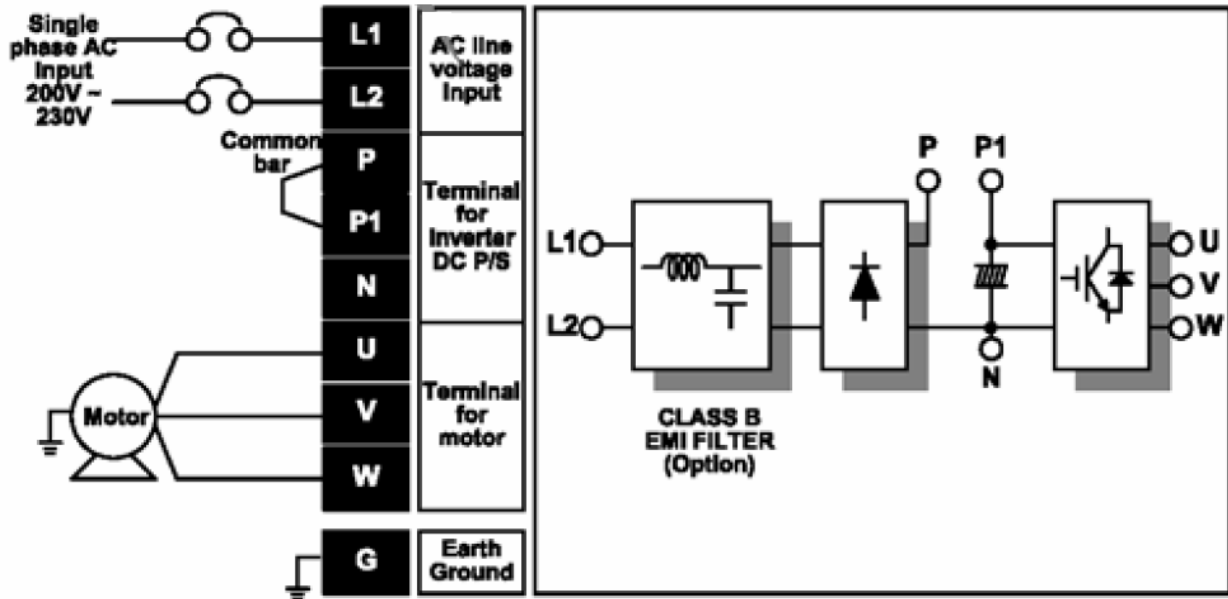 Single
phase AC
Input
200V ~
230V
L1
L2
Common
bar
P
P1
N
U
V
W
G
Motor
AC line
voltage
Input
Terminal
for
Inverter
DC P/S
Terminal
for
motor
Earth
Ground
P
P1
L1
L2
N
U
V
W
CLASS B
EMI FILTER
(Option)